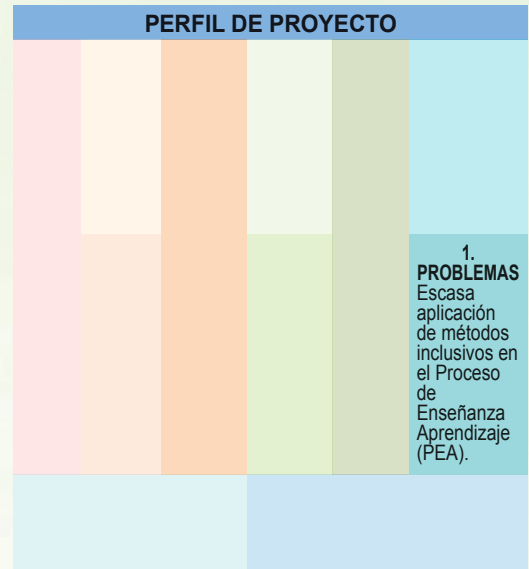 PERFIL DE PROYECTO
1.
PROBLEMAS
Escasa
aplicación
de métodos
inclusivos en
el Proceso
de
Enseñanza
Aprendizaje
(PEA).